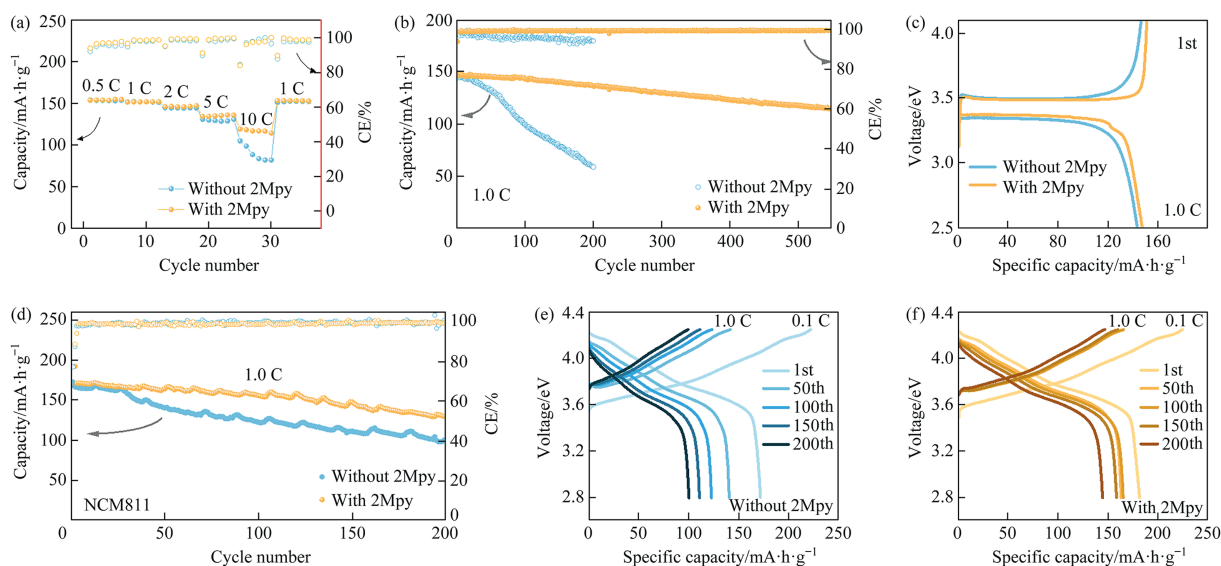 (a)
250
200
150
100
50
0
Capacity/mA·h·g⁻¹
0.5 C 1 C 2 C 5 C 10 C 1 C
Without 2Mpy
With 2Mpy
100
80
60
40
20
0
CE/%
0 10 20 30
Cycle number
(b)
200
150
100
50
Capacity/mA·h·g⁻¹
1.0 C
Without 2Mpy
With 2Mpy
100
80
60
40
20
0
CE/%
0 100 200 300 400 500
Cycle number
(c)
1st
4.0
3.5
3.0
2.5
Voltage/eV
Without 2Mpy
With 2Mpy
1.0 C
0 40 80 120 160 200
Specific capacity/mA·h·g⁻¹
(d)
250
200
150
100
50
0
Capacity/mA·h·g⁻¹
1.0 C
Without 2Mpy
With 2Mpy
NCM811
100
80
60
40
20
0
CE/%
50 100 150 200
Cycle number
(e)
4.4
4.0
3.6
3.2
2.8
Voltage/eV
1.0 C 0.1 C
1st
50th
100th
150th
200th
Without 2Mpy
0 50 100 150 200 250
Specific capacity/mA·h·g⁻¹
(f)
4.4
4.0
3.6
3.2
2.8
Voltage/eV
1.0 C 0.1 C
1st
50th
100th
150th
200th
With 2Mpy
0 50 100 150 200 250
Specific capacity/mA·h·g⁻¹